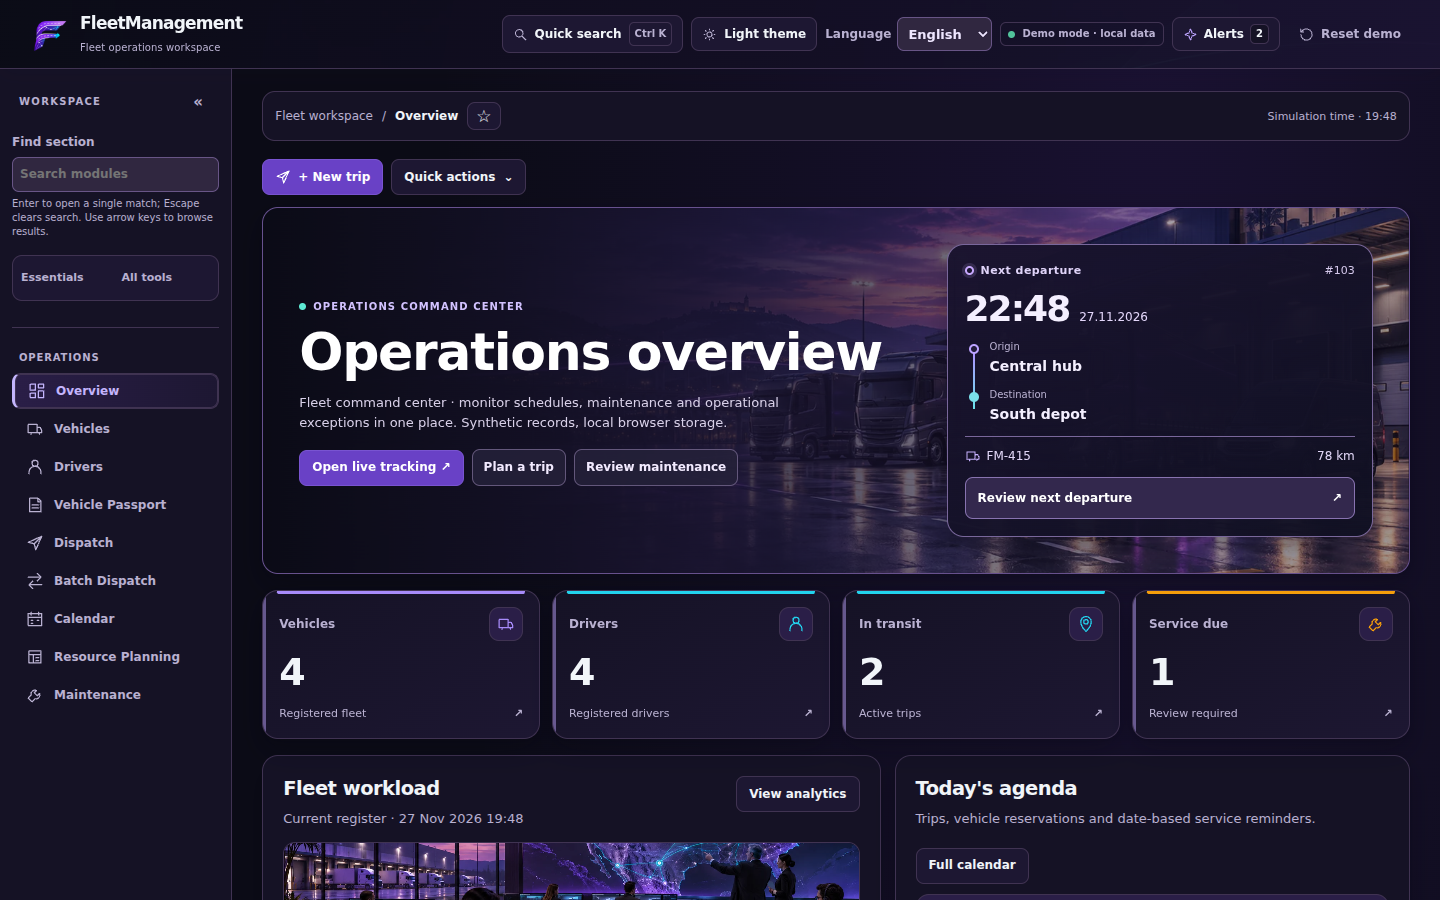 FleetManagement
Fleet operations workspace
Quick search Ctrl K
Light theme
Language English
Demo mode · local data
Alerts 2
Reset demo
WORKSPACE «
Find section
Search modules
Enter to open a single match; Escape
clears search. Use arrow keys to browse
results.
Essentials All tools
OPERATIONS
Overview
Vehicles
Drivers
Vehicle Passport
Dispatch
Batch Dispatch
Calendar
Resource Planning
Maintenance
Fleet workspace / Overview
Simulation time · 19:48
+ New trip
Quick actions
OPERATIONS COMMAND CENTER
Operations overview
Fleet command center · monitor schedules, maintenance and operational
exceptions in one place. Synthetic records, local browser storage.
Open live tracking ↗
Plan a trip
Review maintenance
Next departure #103
22:48 27.11.2026
Origin
Central hub
Destination
South depot
FM-415 78 km
Review next departure ↗
Vehicles
4
Registered fleet ↗
Drivers
4
Registered drivers ↗
In transit
2
Active trips ↗
Service due
1
Review required ↗
Fleet workload
Current register · 27 Nov 2026 19:48
View analytics
Today's agenda
Trips, vehicle reservations and date-based service reminders.
Full calendar